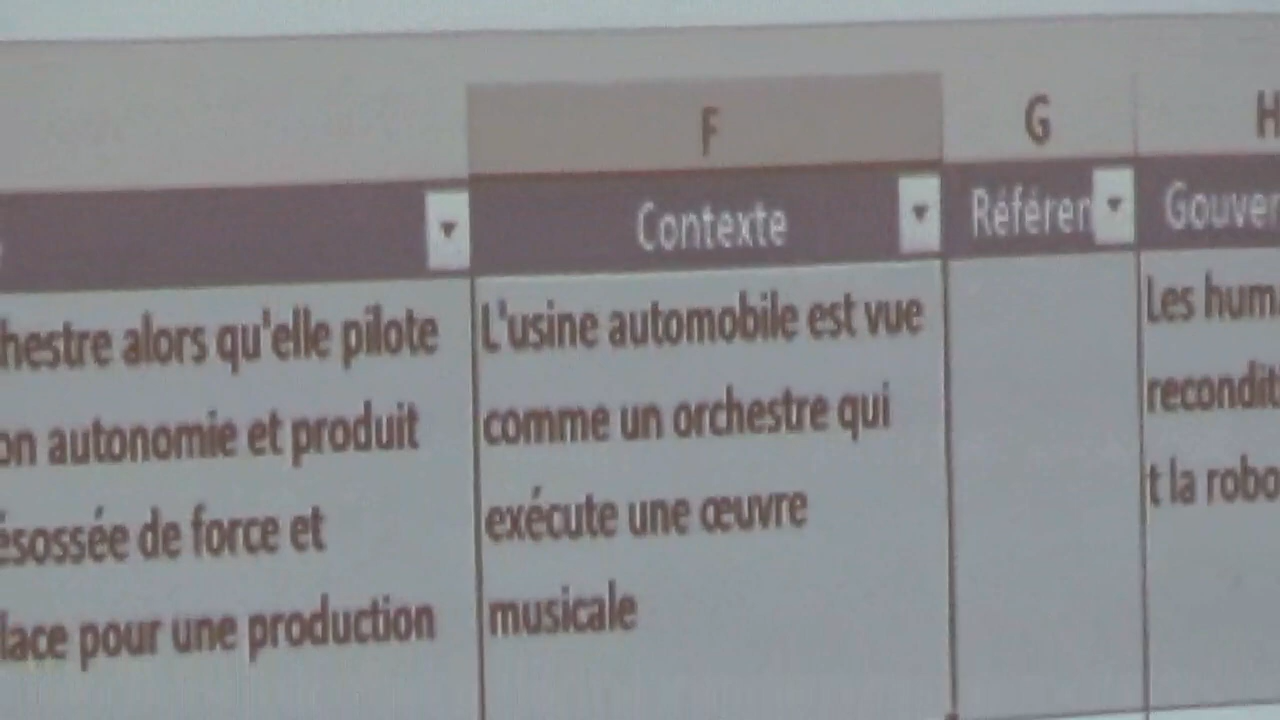 F
G
H
Contexte
Référen
Gouver
hestre alors qu'elle pilote
on autonomie et produit
ésossée de force et
lace pour une production
L'usine automobile est vue
comme un orchestre qui
exécute une œuvre
musicale
Les hum
recondit
t la robo